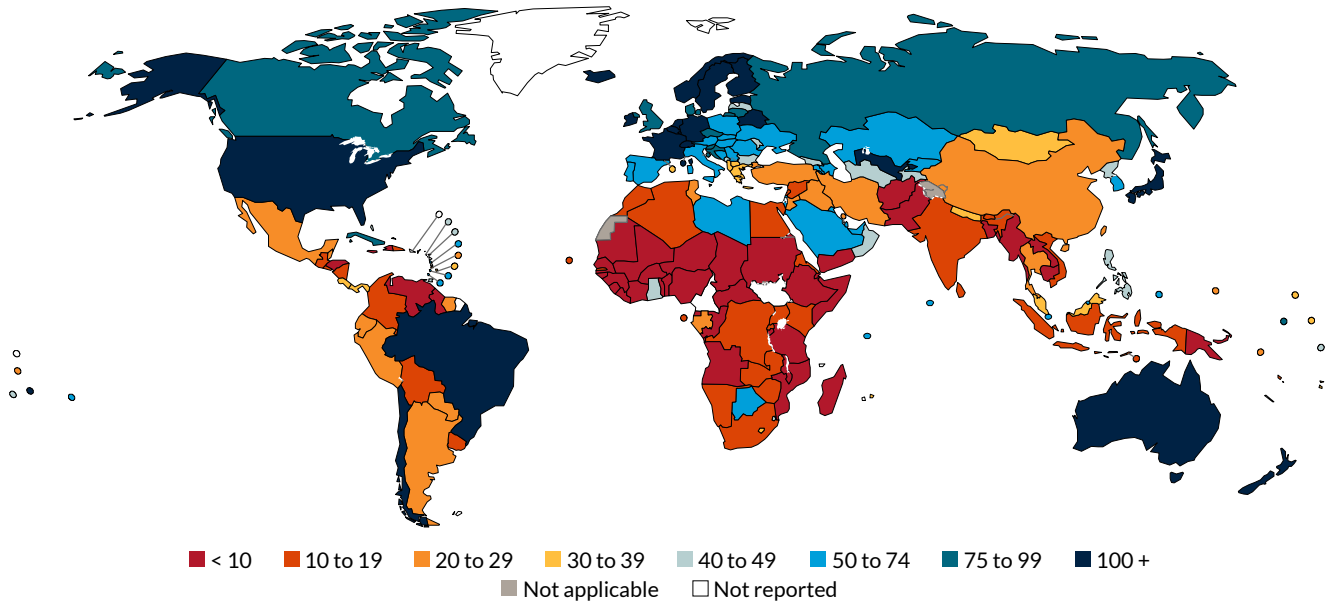 < 10 10 to 19 20 to 29 30 to 39 40 to 49 50 to 74 75 to 99 100 +
Not applicable Not reported